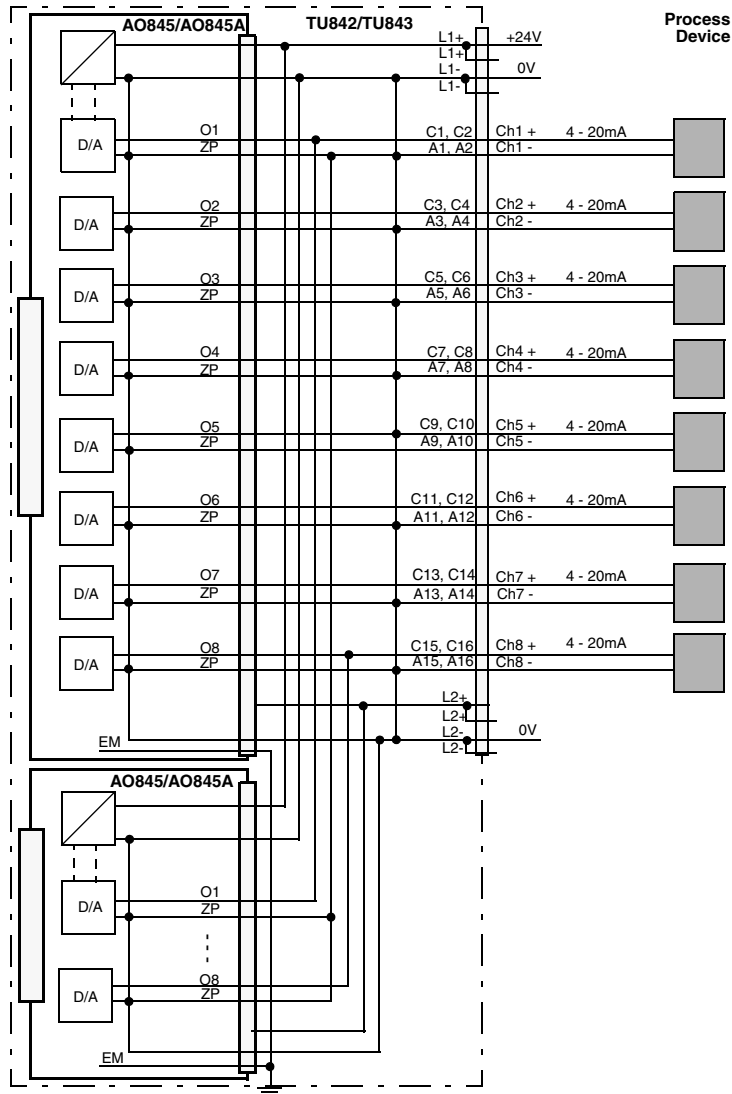 AO845/AO845A TU842/TU843 Process
Device
L1+ +24V
L1+
L1- 0V
L1-
D/A O1 C1, C2 Ch1 + 4 - 20mA
ZP A1, A2 Ch1 -
D/A O2 C3, C4 Ch2 + 4 - 20mA
ZP A3, A4 Ch2 -
D/A O3 C5, C6 Ch3 + 4 - 20mA
ZP A5, A6 Ch3 -
D/A O4 C7, C8 Ch4 + 4 - 20mA
ZP A7, A8 Ch4 -
D/A O5 C9, C10 Ch5 + 4 - 20mA
ZP A9, A10 Ch5 -
D/A O6 C11, C12 Ch6 + 4 - 20mA
ZP A11, A12 Ch6 -
D/A O7 C13, C14 Ch7 + 4 - 20mA
ZP A13, A14 Ch7 -
D/A O8 C15, C16 Ch8 + 4 - 20mA
ZP A15, A16 Ch8 -
L2+
L2+
L2- 0V
EM L2-
AO845/AO845A
D/A O1
ZP
D/A O8
ZP
EM